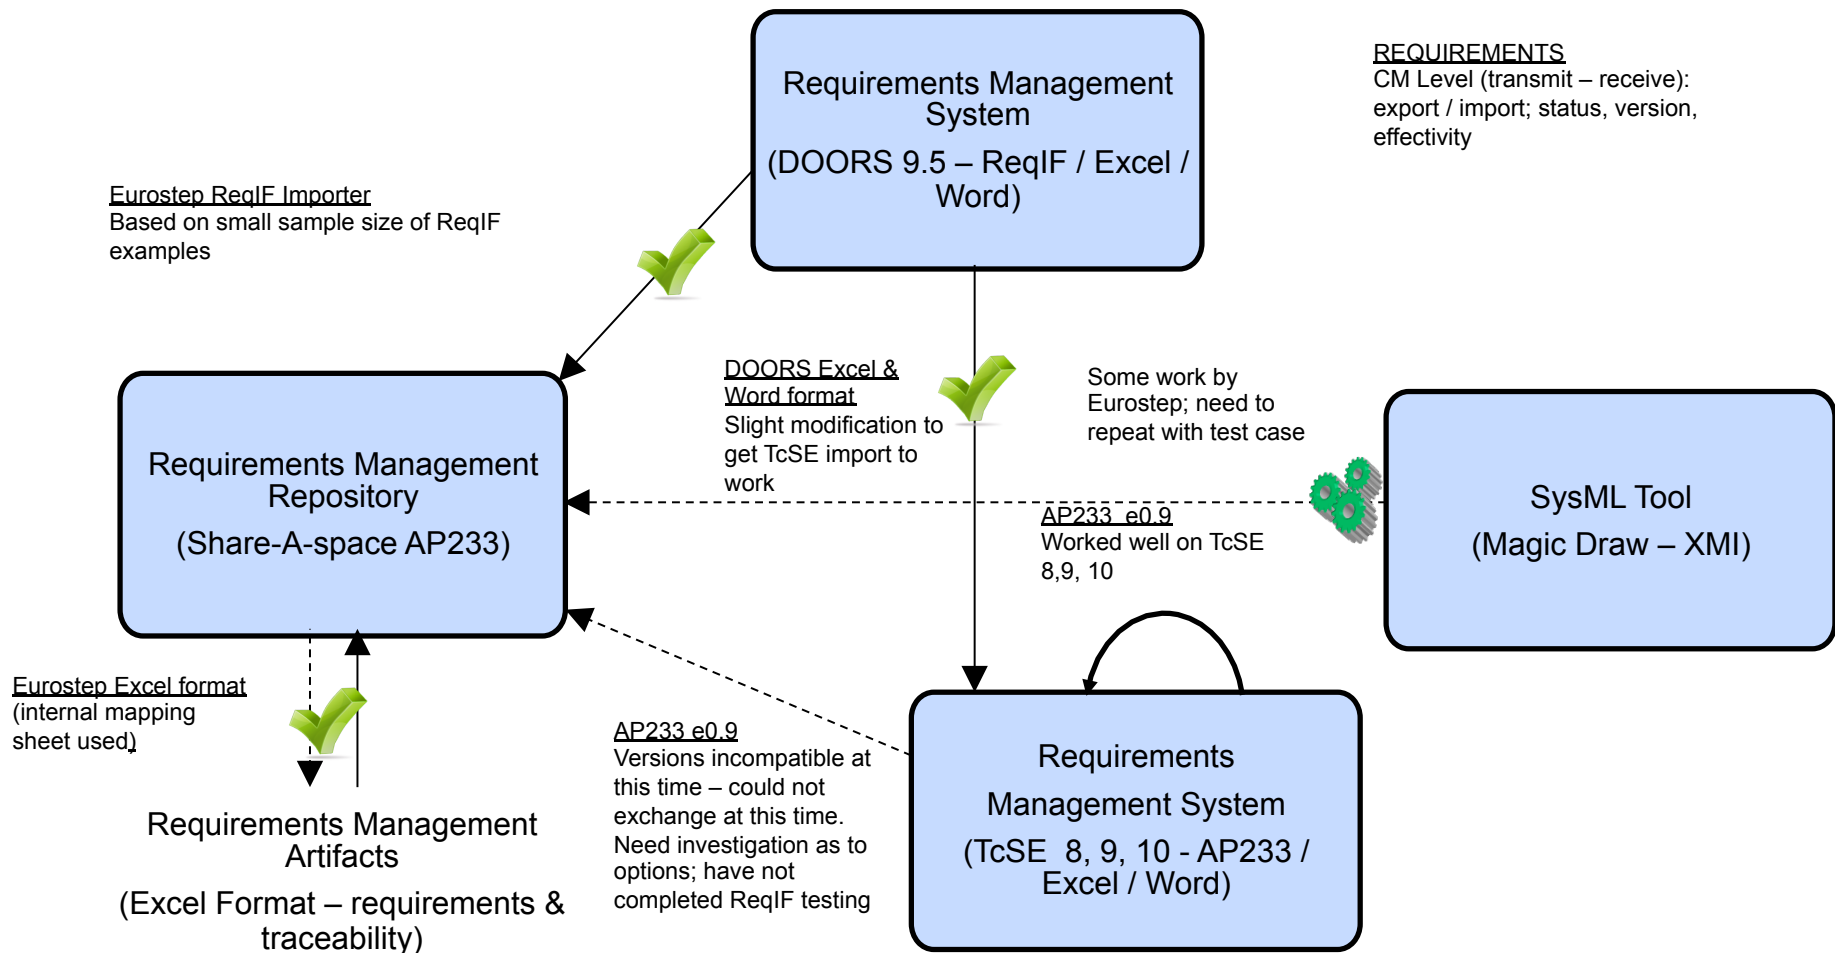 Requirements Management
System
(DOORS 9.5 – ReqIF / Excel /
Word)
REQUIREMENTS
CM Level (transmit – receive):
export / import; status, version,
effectivity
Eurostep ReqIF Importer
Based on small sample size of ReqIF
examples
DOORS Excel &
Word format
Slight modification to
get TcSE import to
work
Some work by
Eurostep; need to
repeat with test case
Requirements Management
Repository
(Share-A-space AP233)
SysML Tool
(Magic Draw – XMI)
AP233  e0.9
Worked well on TcSE
8,9, 10
Eurostep Excel format
(internal mapping
sheet used)
AP233 e0.9
Versions incompatible at
this time – could not
exchange at this time.
Need investigation as to
options; have not
completed ReqIF testing
Requirements
Management System
(TcSE  8, 9, 10 - AP233 /
Excel / Word)
Requirements Management
Artifacts
(Excel Format – requirements &
traceability)